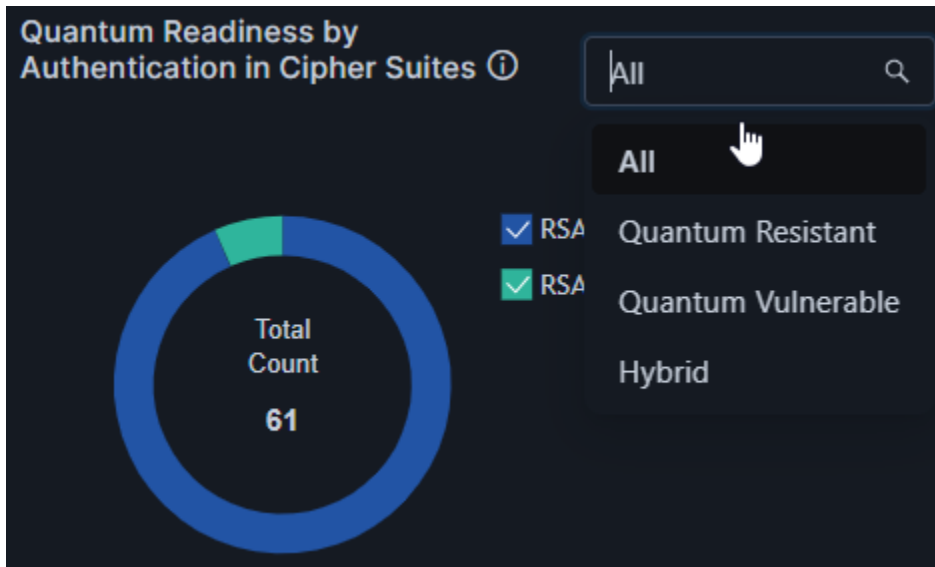 Quantum Readiness by
Authentication in Cipher Suites
All
All
Quantum Resistant
Quantum Vulnerable
Hybrid
RSA
RSA
Total
Count
61